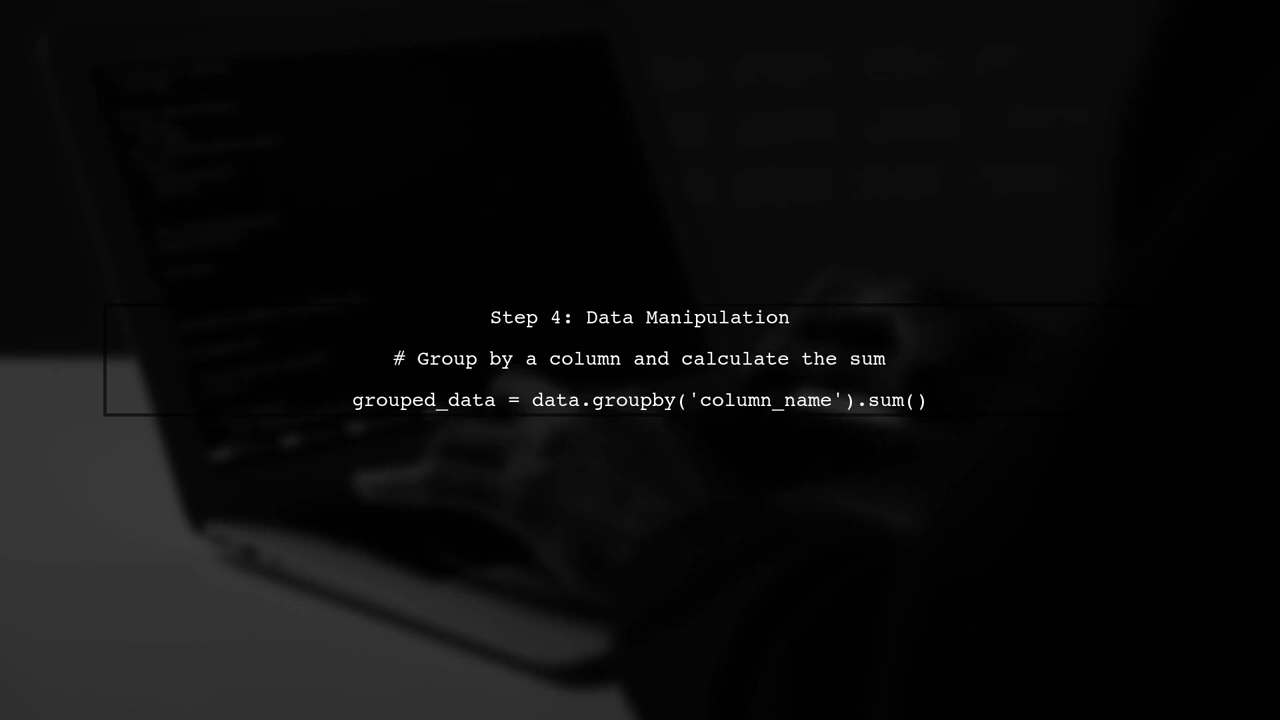 Step 4: Data Manipulation
# Group by a column and calculate the sum
grouped_data = data.groupby('column_name').sum()